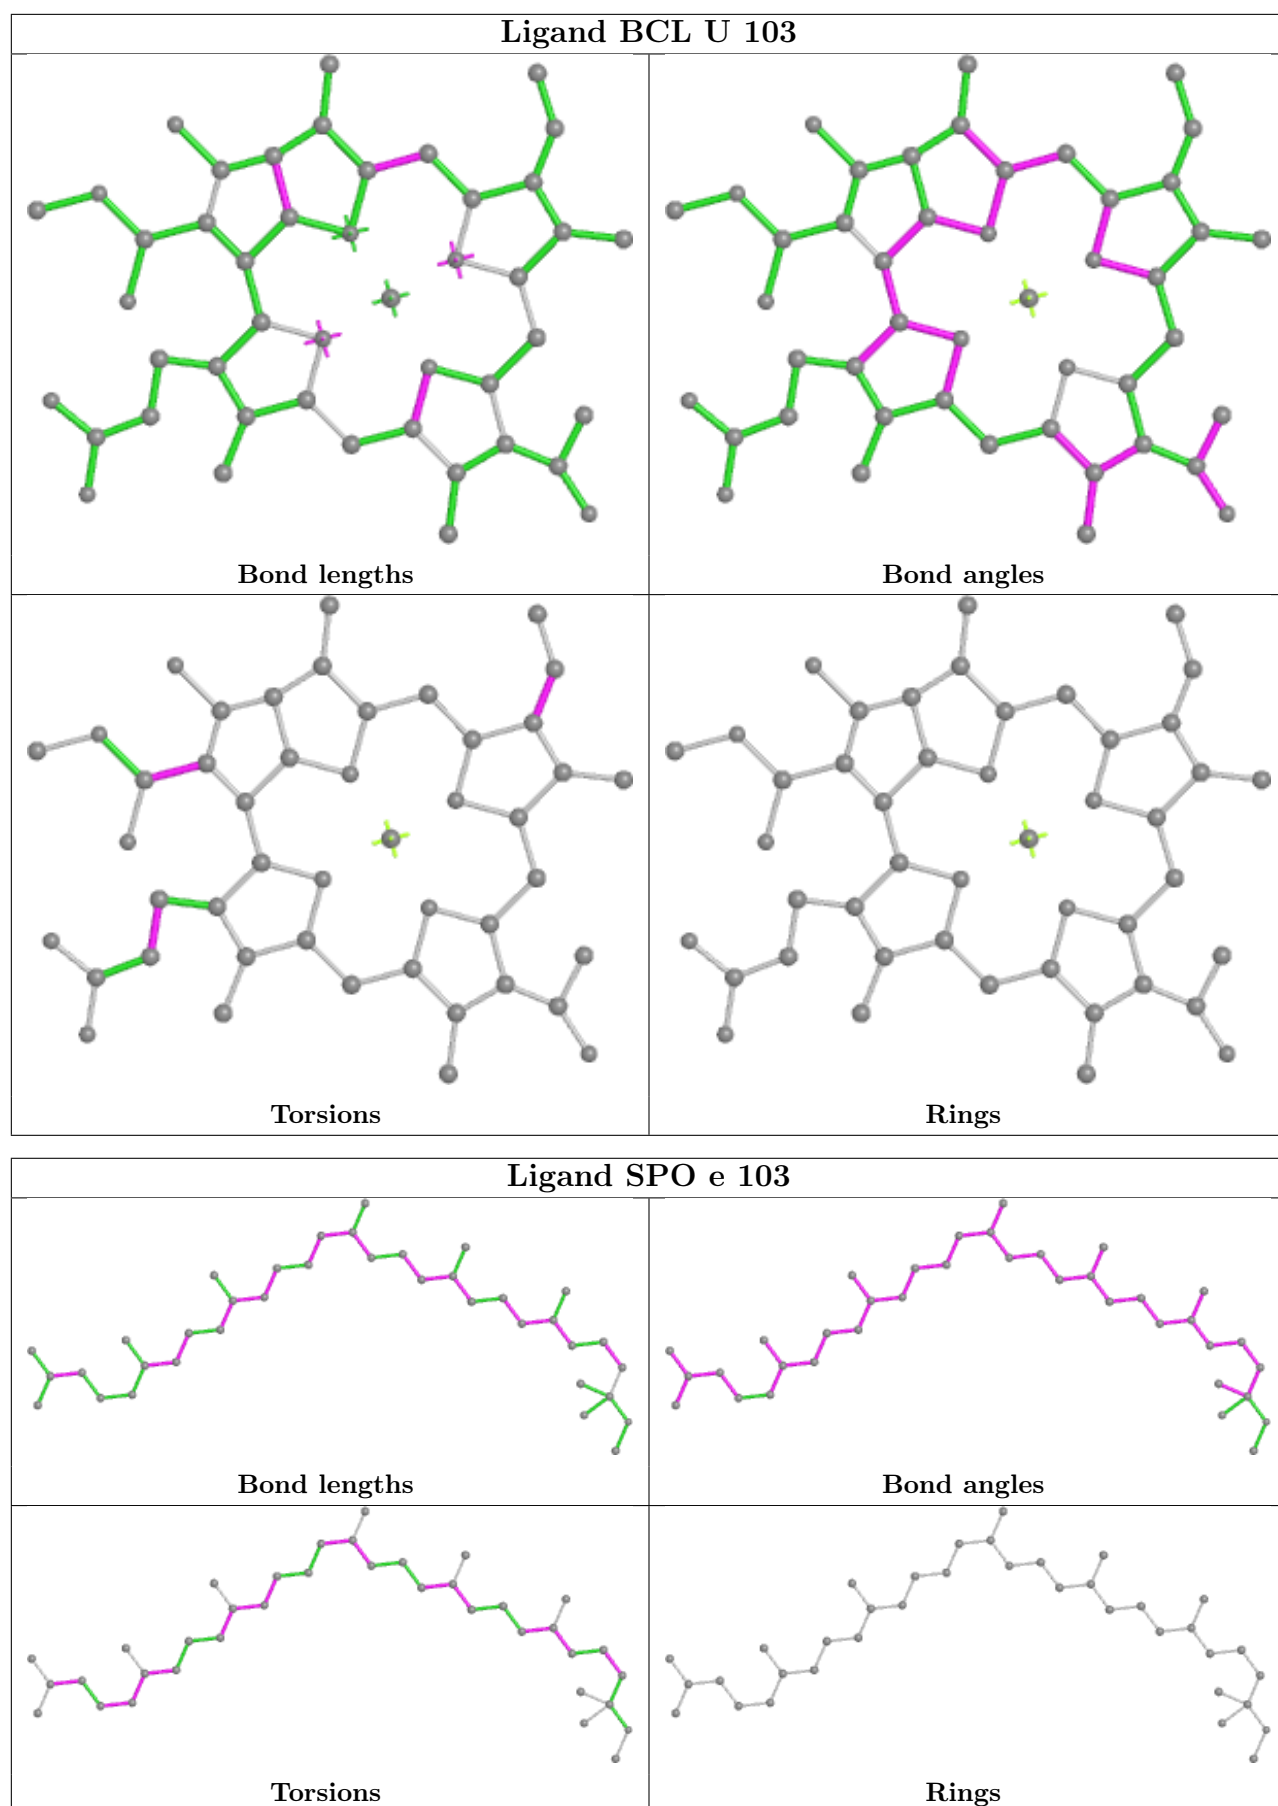 Ligand BCL U 103
Bond lengths
Bond angles
Torsions
Rings
Ligand SPO e 103
Bond lengths
Bond angles
Torsions
Rings